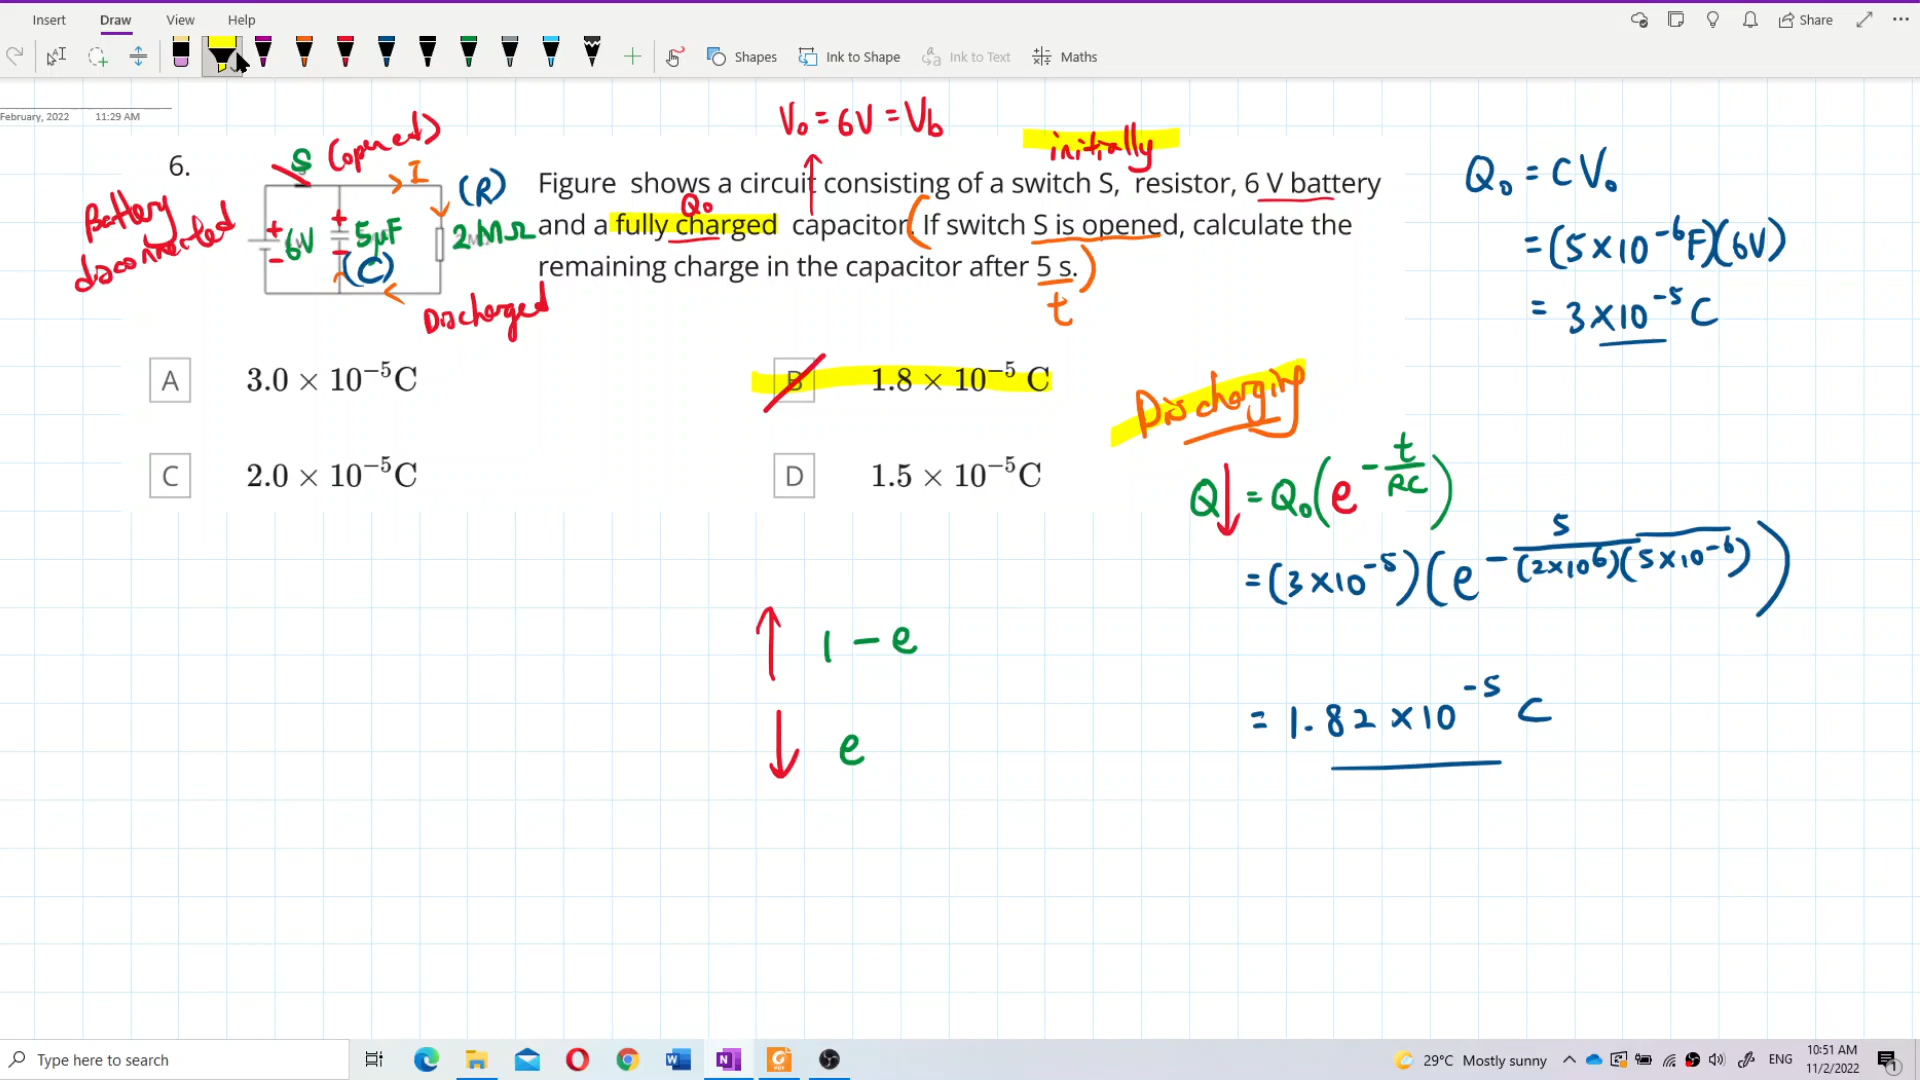 Insert Draw View Help
Share
Shapes Ink to Shape Ink to Text Maths
February, 2022 11:29 AM
V₀ = 6V = Vb
initially
6.
S (opened)
I
(R)
Battery disconnected
+ - 6V
+ - 5μF
(C)
2MΩ
Discharged
Figure shows a circuit consisting of a switch S, resistor, 6 V battery
Q₀
and a fully charged capacitor. If switch S is opened, calculate the
remaining charge in the capacitor after 5 s.
t
Q₀ = CV₀
= (5×10⁻⁶F)(6V)
= 3×10⁻⁵C
A 3.0 × 10⁻⁵C
B 1.8 × 10⁻⁵ C
C 2.0 × 10⁻⁵C
D 1.5 × 10⁻⁵C
Discharging
Q↓ = Q₀(e^(-t/RC))
= (3×10⁻⁵)(e^(-5/(2×10⁶)(5×10⁻⁶)))
= 1.82×10⁻⁵ C
↑ 1 - e
↓ e
Type here to search
29°C Mostly sunny
ENG
10:51 AM
11/2/2022
1